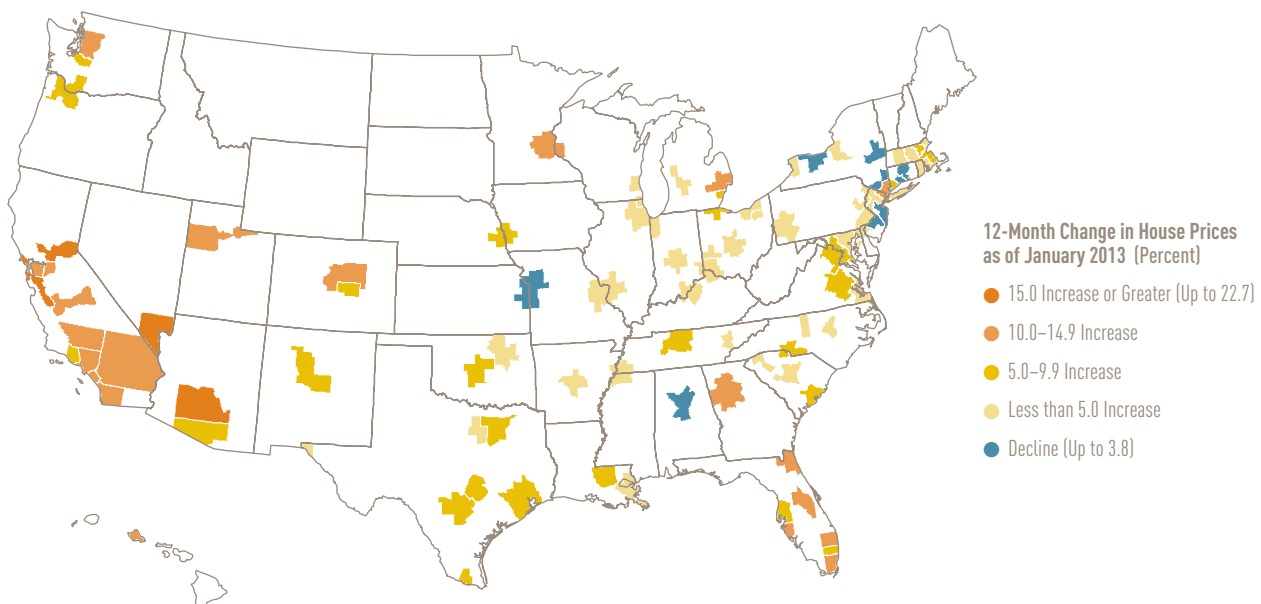 12-Month Change in House Prices
as of January 2013 (Percent)
15.0 Increase or Greater (Up to 22.7)
10.0–14.9 Increase
5.0–9.9 Increase
Less than 5.0 Increase
Decline (Up to 3.8)